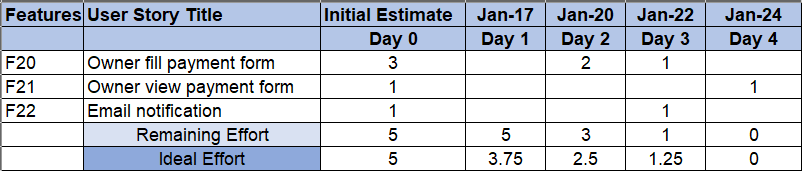 Features User Story Title Initial Estimate Jan-17 Jan-20 Jan-22 Jan-24
Day 0 Day 1 Day 2 Day 3 Day 4
F20 Owner fill payment form 3 2 1
F21 Owner view payment form 1 1
F22 Email notification 1 1
Remaining Effort 5 5 3 1 0
Ideal Effort 5 3.75 2.5 1.25 0